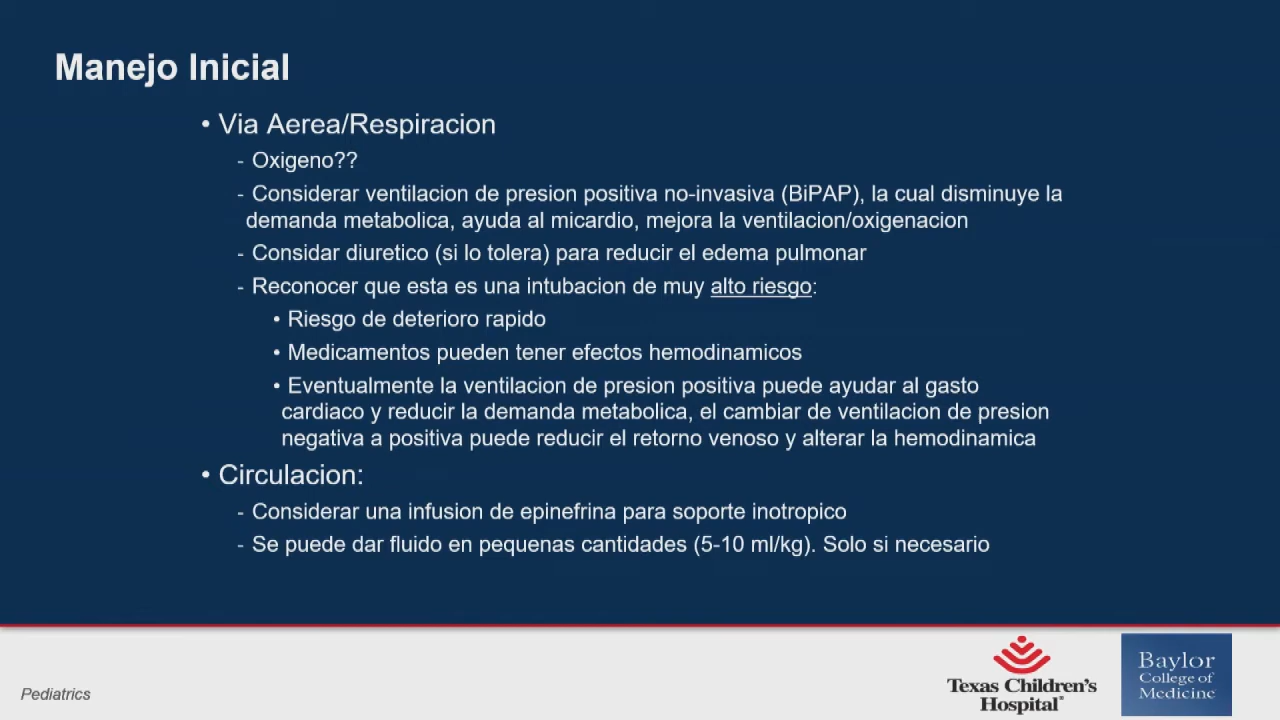 Manejo Inicial
• Via Aerea/Respiracion
- Oxigeno??
- Considerar ventilacion de presion positiva no-invasiva (BiPAP), la cual disminuye la
demanda metabolica, ayuda al micardio, mejora la ventilacion/oxigenacion
- Considar diuretico (si lo tolera) para reducir el edema pulmonar
- Reconocer que esta es una intubacion de muy alto riesgo:
• Riesgo de deterioro rapido
• Medicamentos pueden tener efectos hemodinamicos
• Eventualmente la ventilacion de presion positiva puede ayudar al gasto
cardiaco y reducir la demanda metabolica, el cambiar de ventilacion de presion
negativa a positiva puede reducir el retorno venoso y alterar la hemodinamica
• Circulacion:
- Considerar una infusion de epinefrina para soporte inotropico
- Se puede dar fluido en pequenas cantidades (5-10 ml/kg). Solo si necesario
Pediatrics
Texas Children's
Hospital®
Baylor
College of
Medicine